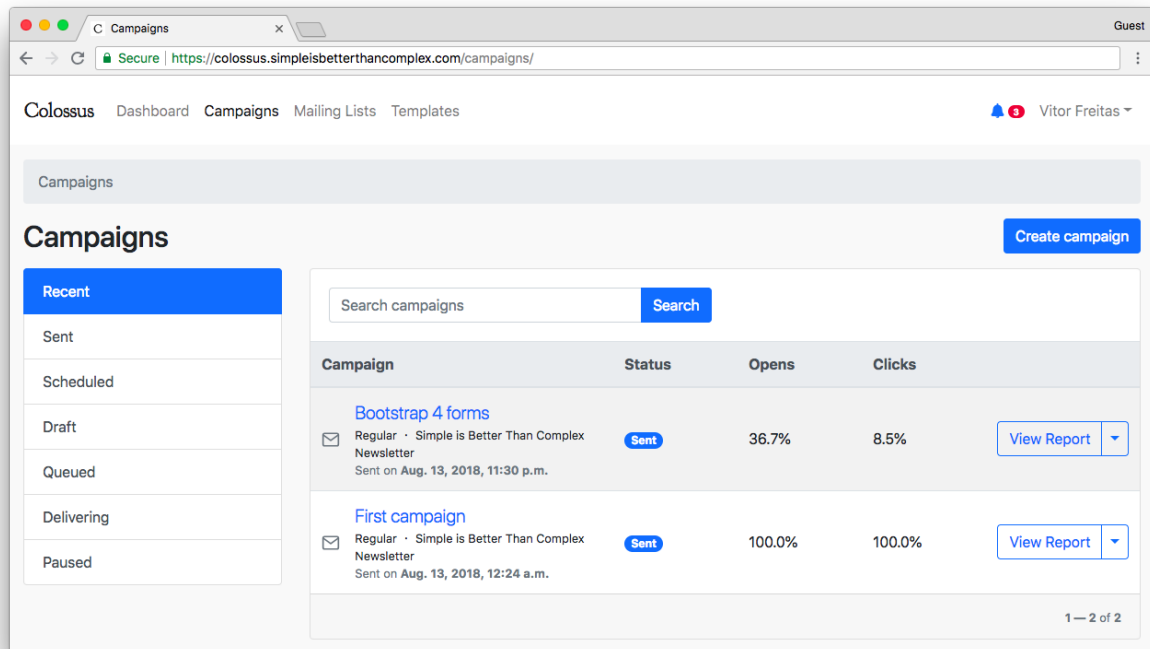 C Campaigns
Guest
Secure https://colossus.simpleisbetterthancomplex.com/campaigns/
Colossus Dashboard Campaigns Mailing Lists Templates 3 Vitor Freitas
Campaigns
Campaigns
Create campaign
Recent
Sent
Scheduled
Draft
Queued
Delivering
Paused
Search campaigns Search
Campaign Status Opens Clicks
Bootstrap 4 forms
Regular · Simple is Better Than Complex
Newsletter
Sent on Aug. 13, 2018, 11:30 p.m.
Sent 36.7% 8.5% View Report
First campaign
Regular · Simple is Better Than Complex
Newsletter
Sent on Aug. 13, 2018, 12:24 a.m.
Sent 100.0% 100.0% View Report
1 — 2 of 2